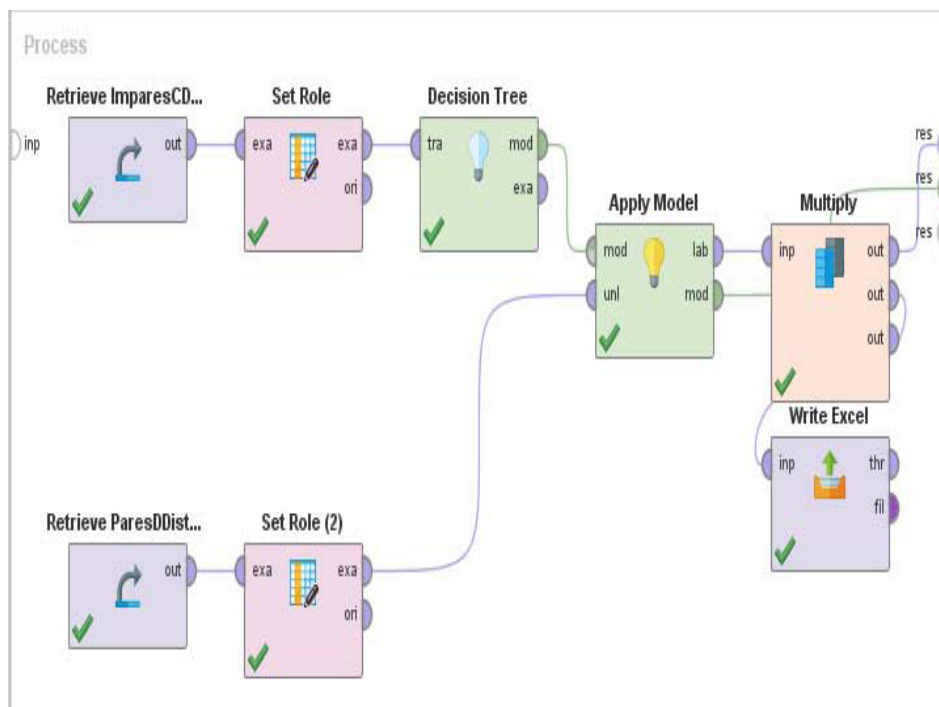 Process
Retrieve ImparesCD...
Set Role
Decision Tree
inp
out
exa
exa
ori
tra
mod
exa
res
res
res
Apply Model
Multiply
mod
lab
unl
mod
inp
out
out
out
Write Excel
inp
thr
fil
Retrieve ParesDDist...
Set Role (2)
out
exa
exa
ori